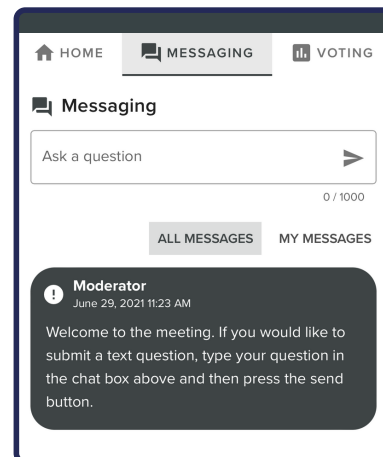 HOME MESSAGING VOTING
Messaging
Ask a question
0 / 1000
ALL MESSAGES MY MESSAGES
Moderator
June 29, 2021 11:23 AM
Welcome to the meeting. If you would like to
submit a text question, type your question in
the chat box above and then press the send
button.